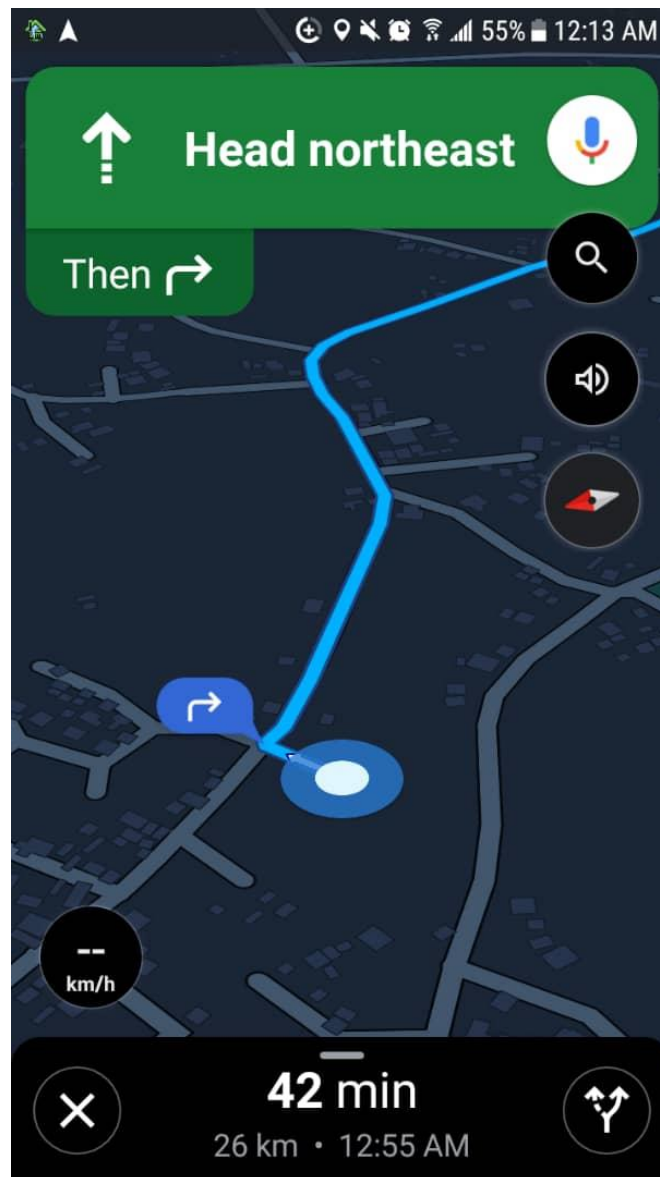 55% 12:13 AM
Head northeast
Then
--
km/h
42 min
26 km • 12:55 AM